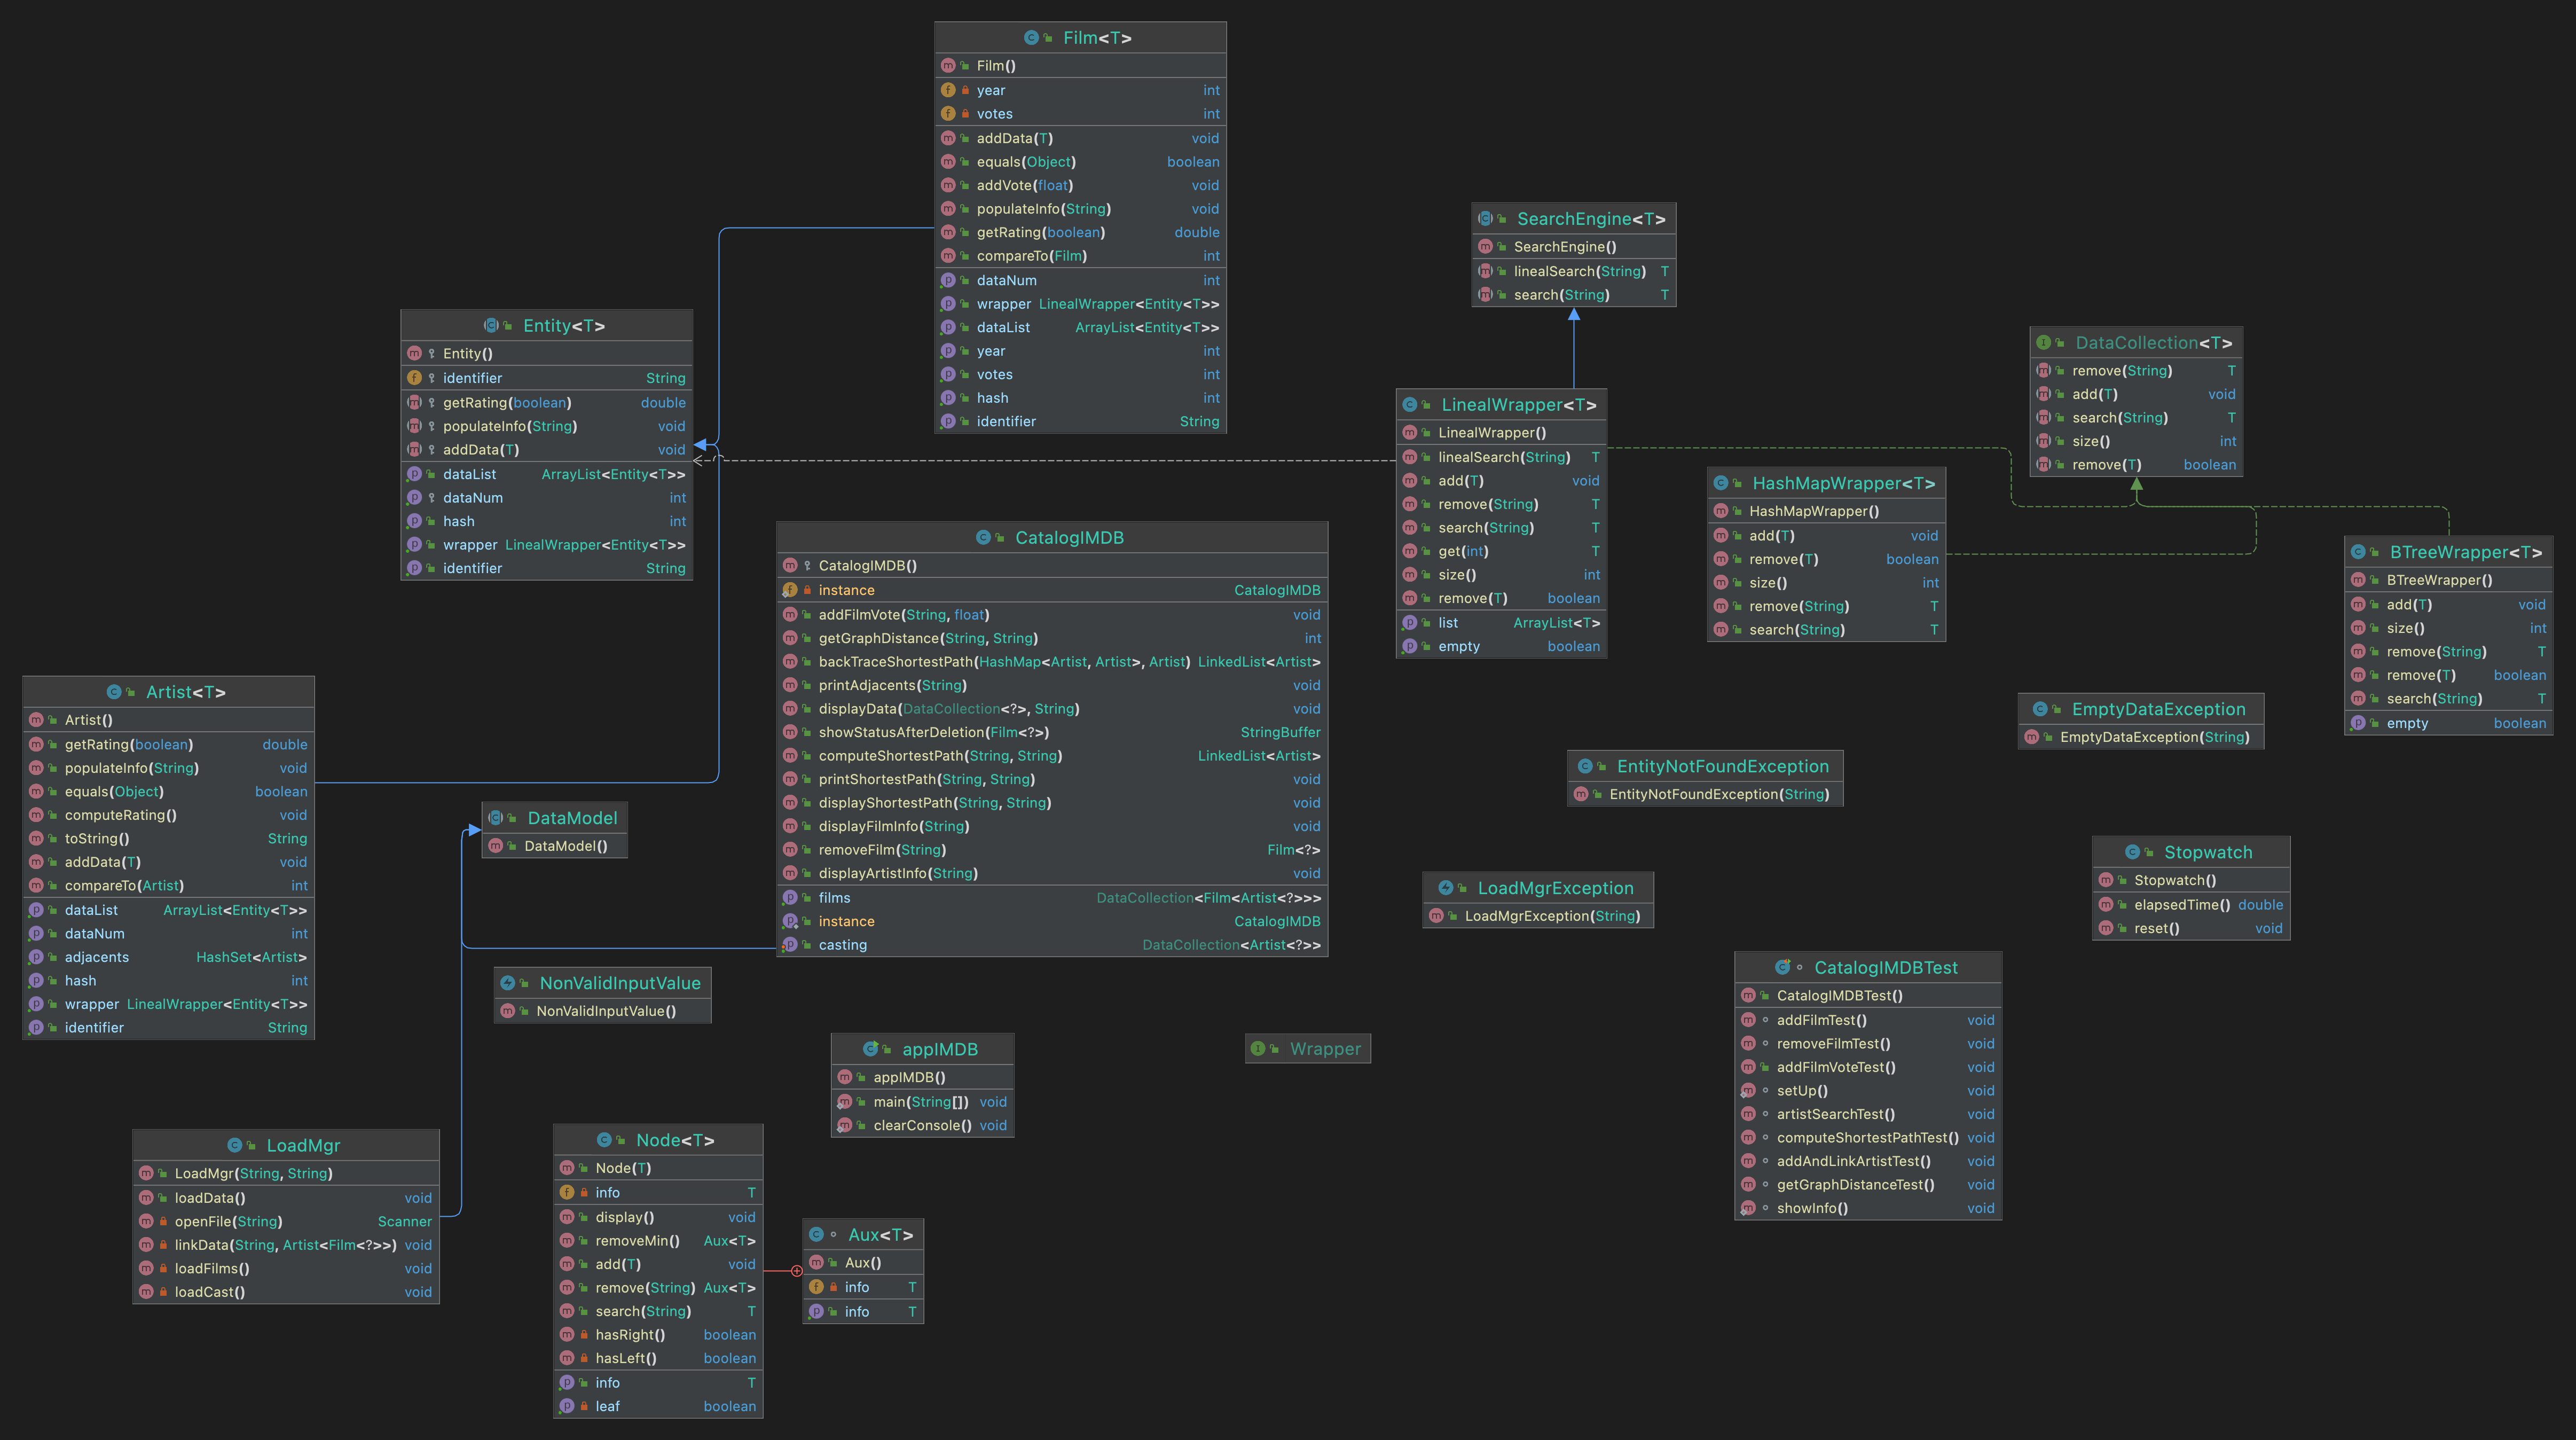 Film<T>
Film()
year int
votes int
addData(T) void
equals(Object) boolean
addVote(float) void
populateInfo(String) void
getRating(boolean) double
compareTo(Film) int
dataNum int
wrapper LinealWrapper<Entity<T>>
dataList ArrayList<Entity<T>>
year int
votes int
hash int
identifier String
SearchEngine<T>
SearchEngine()
linealSearch(String) T
search(String) T
Entity<T>
Entity()
identifier String
getRating(boolean) double
populateInfo(String) void
addData(T) void
dataList ArrayList<Entity<T>>
dataNum int
hash int
wrapper LinealWrapper<Entity<T>>
identifier String
DataCollection<T>
remove(String) T
add(T) void
search(String) T
size() int
remove(T) boolean
LinealWrapper<T>
LinealWrapper()
linealSearch(String) T
add(T) void
remove(String) T
search(String) T
get(int) T
size() int
remove(T) boolean
list ArrayList<T>
empty boolean
HashMapWrapper<T>
HashMapWrapper()
add(T) void
remove(T) boolean
size() int
remove(String) T
search(String) T
CatalogIMDB
CatalogIMDB()
instance CatalogIMDB
addFilmVote(String, float) void
getGraphDistance(String, String) int
backTraceShortestPath(HashMap<Artist, Artist>, Artist) LinkedList<Artist>
printAdjacents(String) void
displayData(DataCollection<?>, String) void
showStatusAfterDeletion(Film<?>) StringBuffer
computeShortestPath(String, String) LinkedList<Artist>
printShortestPath(String, String) void
displayShortestPath(String, String) void
displayFilmInfo(String) void
removeFilm(String) Film<?>
displayArtistInfo(String) void
films DataCollection<Film<Artist<?>>>
instance CatalogIMDB
casting DataCollection<Artist<?>>
BTreeWrapper<T>
BTreeWrapper()
add(T) void
size() int
remove(String) T
remove(T) boolean
search(String) T
empty boolean
Artist<T>
Artist()
getRating(boolean) double
populateInfo(String) void
equals(Object) boolean
computeRating() void
toString() String
addData(T) void
compareTo(Artist) int
dataList ArrayList<Entity<T>>
dataNum int
adjacents HashSet<Artist>
hash int
wrapper LinealWrapper<Entity<T>>
identifier String
EmptyDataException
EmptyDataException(String)
EntityNotFoundException
EntityNotFoundException(String)
DataModel
DataModel()
Stopwatch
Stopwatch()
elapsedTime() double
reset() void
LoadMgrException
LoadMgrException(String)
CatalogIMDBTest
CatalogIMDBTest()
addFilmTest() void
removeFilmTest() void
addFilmVoteTest() void
setUp() void
artistSearchTest() void
computeShortestPathTest() void
addAndLinkArtistTest() void
getGraphDistanceTest() void
showInfo() void
NonValidInputValue
NonValidInputValue()
appIMDB
appIMDB()
main(String[]) void
clearConsole() void
Wrapper
LoadMgr
LoadMgr(String, String)
loadData() void
openFile(String) Scanner
linkData(String, Artist<Film<?>>) void
loadFilms() void
loadCast() void
Node<T>
Node(T)
info T
display() void
removeMin() Aux<T>
add(T) void
remove(String) Aux<T>
search(String) T
hasRight() boolean
hasLeft() boolean
info T
leaf boolean
Aux<T>
Aux()
info T
info T